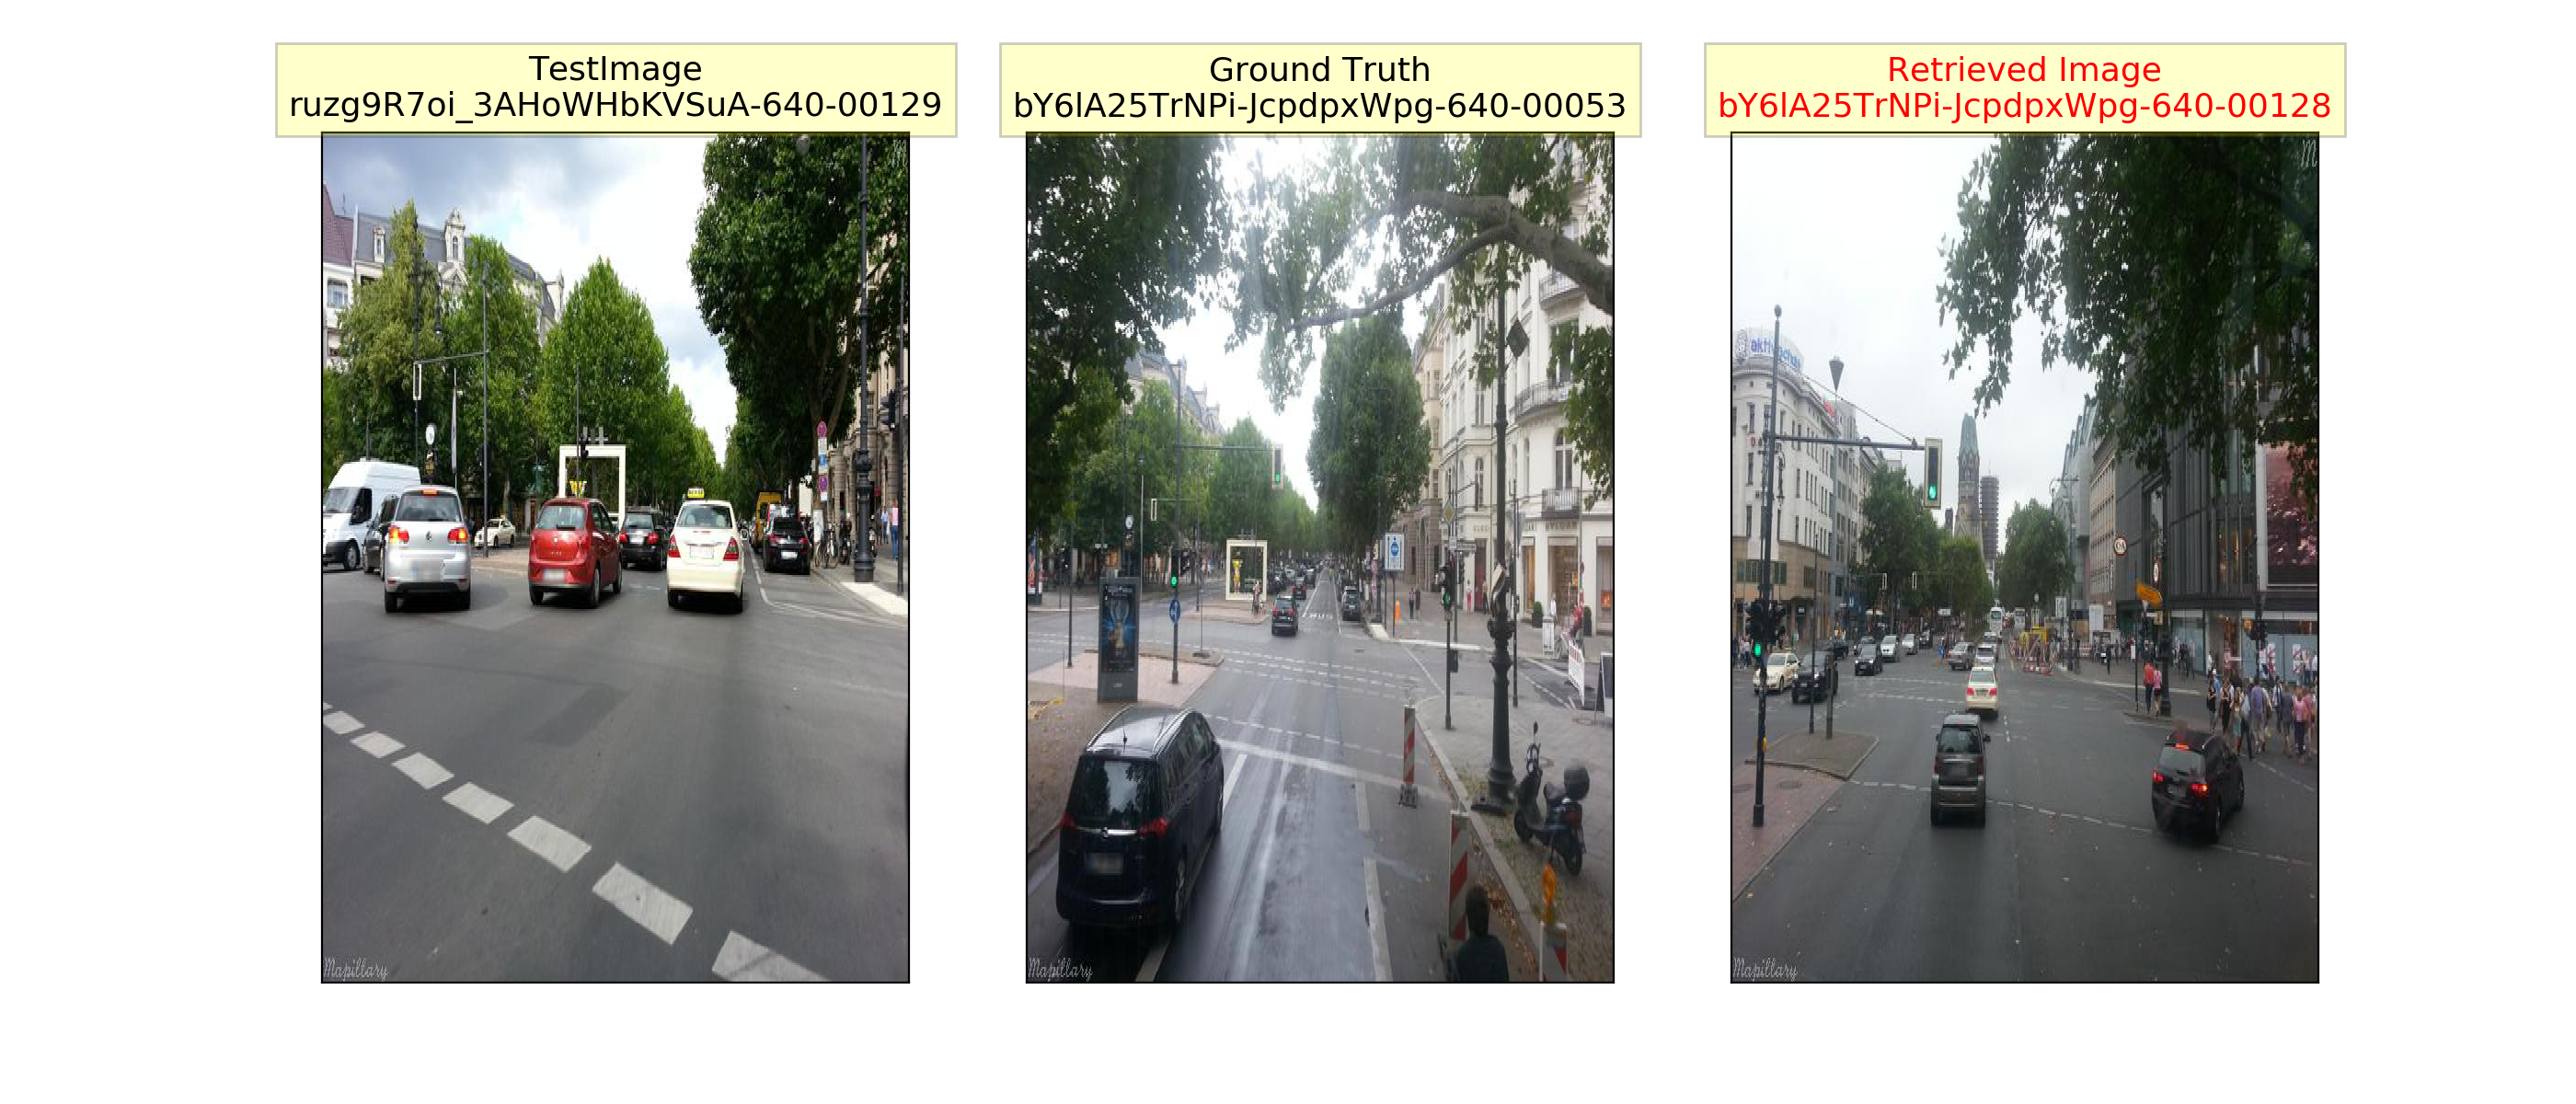 TestImage
ruzg9R7oi_3AHoWHbKVSuA-640-00129
Ground Truth
bY6lA25TrNPi-JcpdpxWpg-640-00053
Retrieved Image
bY6lA25TrNPi-JcpdpxWpg-640-00128
M
Mapillary
Mapillary
Mapillary